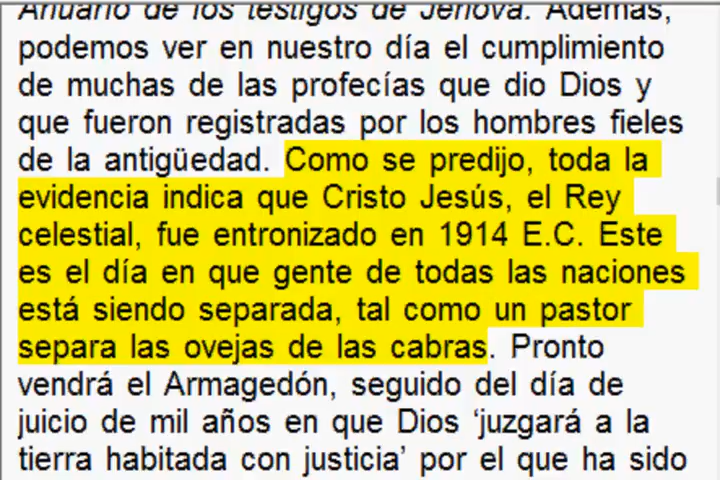 Anuario de los testigos de Jehová. Además,
podemos ver en nuestro día el cumplimiento
de muchas de las profecías que dio Dios y
que fueron registradas por los hombres fieles
de la antigüedad. Como se predijo, toda la
evidencia indica que Cristo Jesús, el Rey
celestial, fue entronizado en 1914 E.C. Este
es el día en que gente de todas las naciones
está siendo separada, tal como un pastor
separa las ovejas de las cabras. Pronto
vendrá el Armagedón, seguido del día de
juicio de mil años en que Dios ‘juzgará a la
tierra habitada con justicia’ por el que ha sido